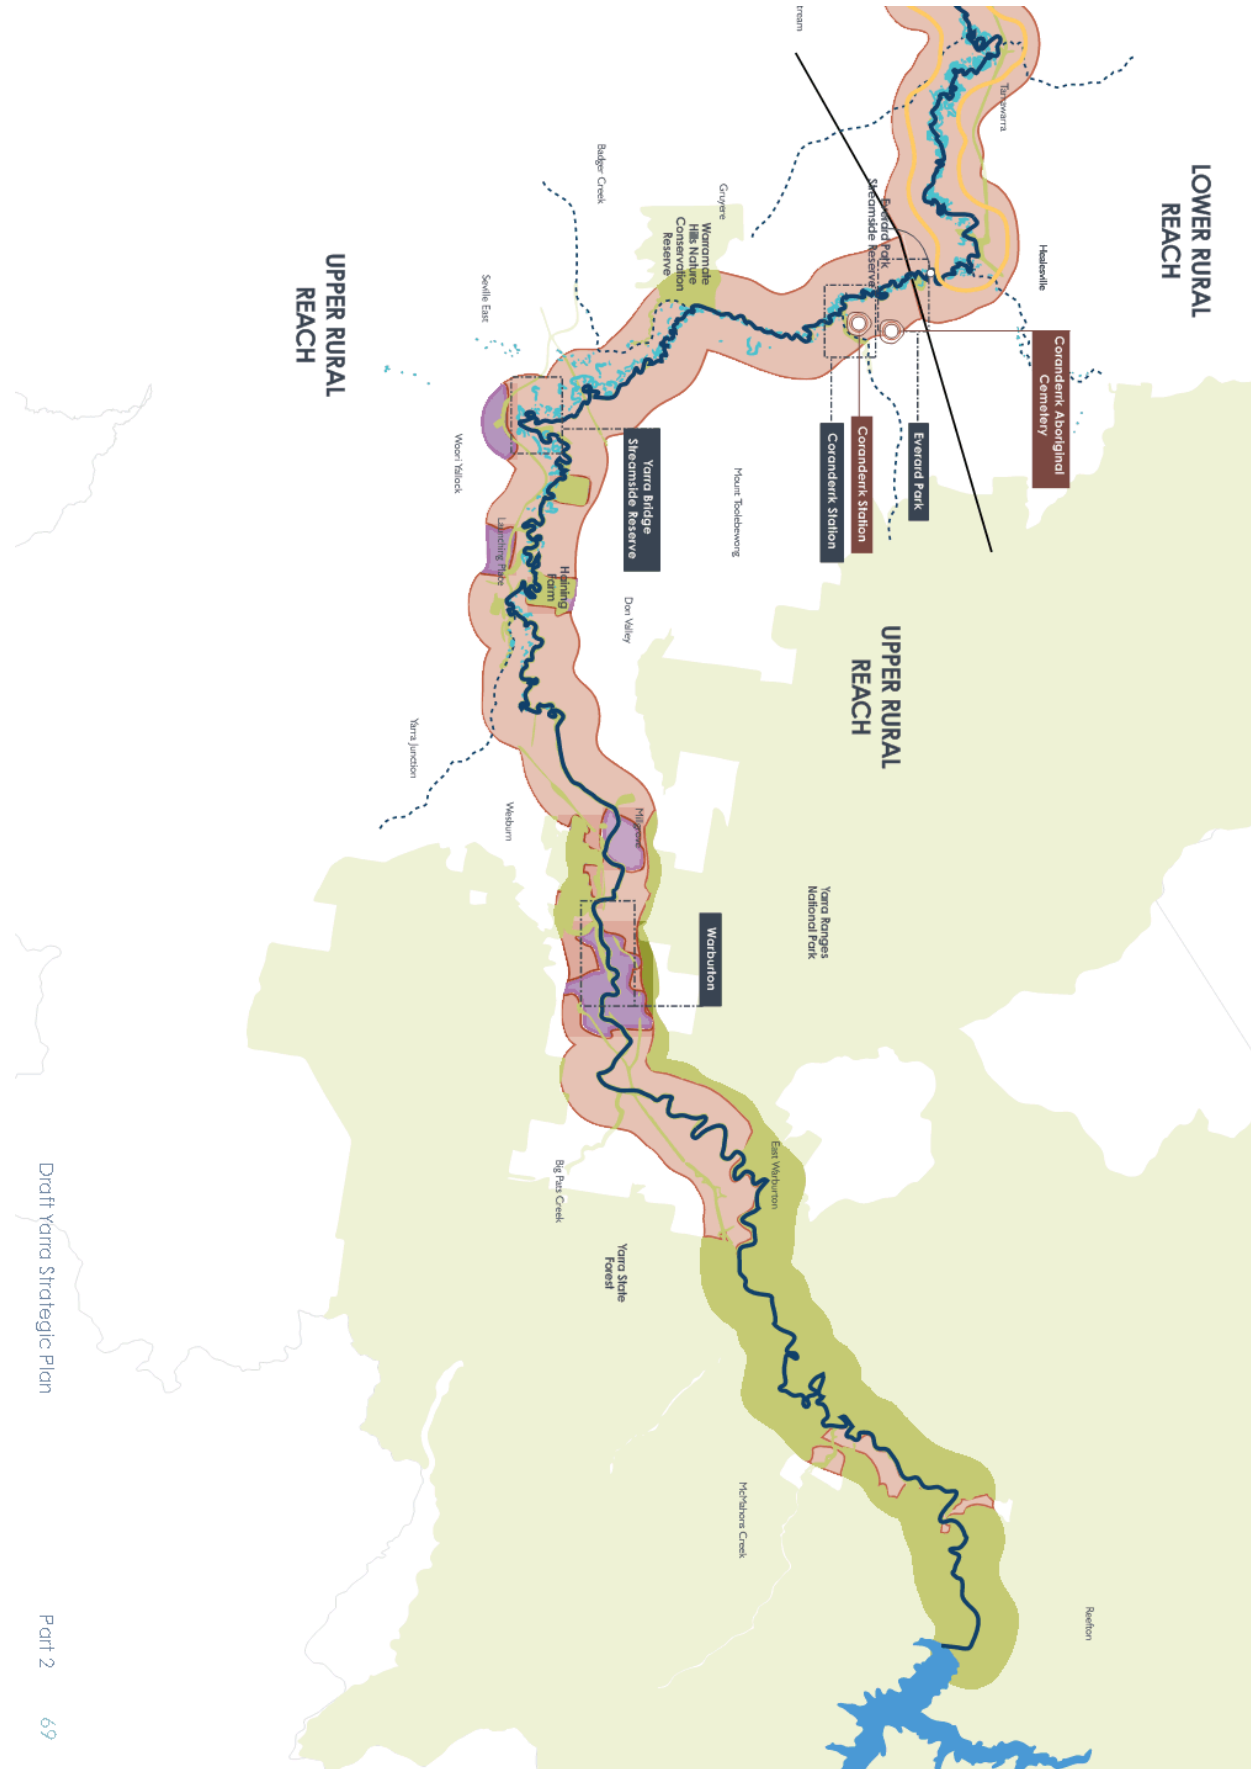 LOWER RURAL
REACH
Tarrawarra
Healesville
Coranderrk Aboriginal
Cemetery
Everard Park
Streamside Reserve
Everard Park
Coranderrk Station
Coranderrk Station
Gruyere
Badger Creek
Warramate
Hills Nature
Conservation
Reserve
UPPER RURAL
REACH
Seville East
Woori Yallock
Yarra Bridge
Streamside Reserve
Mount Toolebewong
Launching Place
Haining
Farm
Don Valley
UPPER RURAL
REACH
Yarra Junction
Wesburn
Millgrove
Yarra Ranges
National Park
Warburton
East Warburton
Big Pats Creek
Yarra State
Forest
McMahons Creek
Reefton
Draft Yarra Strategic Plan
Part 2
69